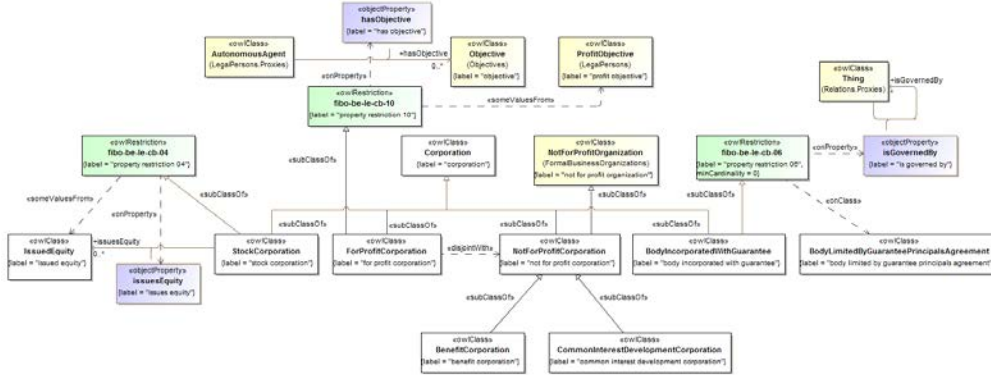 «objectProperty»
hasObjective
[label = "has objective"]
«owlClass»
AutonomousAgent
(LegalPersons.Proxies)
+hasObjective
0..*
«owlClass»
Objective
(Objectives)
[label = "objective"]
«owlClass»
ProfitObjective
(LegalPersons)
[label = "profit objective"]
«owlClass»
Thing
(Relations.Proxies)
+isGovernedBy
«onProperty»
«owlRestriction»
fibo-be-le-cb-10
[label = "property restriction 10"]
«someValuesFrom»
«owlRestriction»
fibo-be-le-cb-04
[label = "property restriction 04"]
«subClassOf»
«owlClass»
Corporation
[label = "corporation"]
«owlClass»
NotForProfitOrganization
(FormalBusinessOrganizations)
[label = "not for profit organization"]
«owlRestriction»
fibo-be-le-cb-06
[label = "property restriction 06",
minCardinality = 0]
«onProperty»
«objectProperty»
isGovernedBy
[label = "is governed by"]
«someValuesFrom»
«onProperty»
«subClassOf»
«onClass»
«subClassOf»
«subClassOf»
«subClassOf»
«subClassOf»
«owlClass»
IssuedEquity
[label = "issued equity"]
+issuesEquity
0..*
«owlClass»
StockCorporation
[label = "stock corporation"]
«owlClass»
ForProfitCorporation
[label = "for profit corporation"]
«disjointWith»
«owlClass»
NotForProfitCorporation
[label = "not for profit corporation"]
«owlClass»
BodyIncorporatedWithGuarantee
[label = "body incorporated with guarantee"]
«owlClass»
BodyLimitedByGuaranteePrincipalsAgreement
[label = "body limited by guarantee principals agreement"]
«objectProperty»
issuesEquity
[label = "issues equity"]
«subClassOf»
«subClassOf»
«owlClass»
BenefitCorporation
[label = "benefit corporation"]
«owlClass»
CommonInterestDevelopmentCorporation
[label = "common interest development corporation"]